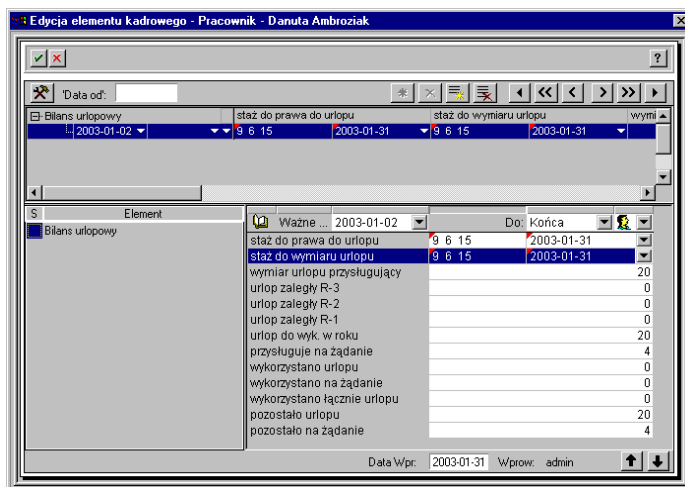 Edycja elementu kadrowego - Pracownik - Danuta Ambroziak
'Data od':
Bilans urlopowy staż do prawa do urlopu staż do wymiaru urlopu wymi
2003-01-02 9 6 15 2003-01-31 9 6 15 2003-01-31
S Element
Bilans urlopowy
Ważne ... 2003-01-02 Do: Końca
staż do prawa do urlopu 9 6 15 2003-01-31
staż do wymiaru urlopu 9 6 15 2003-01-31
wymiar urlopu przysługujący 20
urlop zaległy R-3 0
urlop zaległy R-2 0
urlop zaległy R-1 0
urlop do wyk. w roku 20
przysługuje na żądanie 4
wykorzystano urlopu 0
wykorzystano na żądanie 0
wykorzystano łącznie urlopu 0
pozostało urlopu 20
pozostało na żądanie 4
Data Wpr: 2003-01-31 Wprow: admin